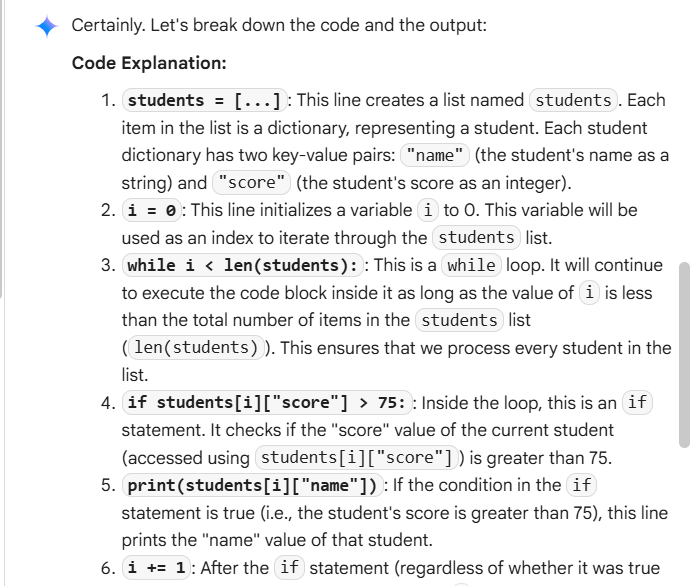 Certainly. Let's break down the code and the output:
Code Explanation:
1. students = [...]: This line creates a list named students. Each
item in the list is a dictionary, representing a student. Each student
dictionary has two key-value pairs: "name" (the student's name as a
string) and "score" (the student's score as an integer).
2. i = 0: This line initializes a variable i to 0. This variable will be
used as an index to iterate through the students list.
3. while i < len(students):: This is a while loop. It will continue
to execute the code block inside it as long as the value of i is less
than the total number of items in the students list
(len(students)). This ensures that we process every student in the
list.
4. if students[i]["score"] > 75:: Inside the loop, this is an if
statement. It checks if the "score" value of the current student
(accessed using students[i]["score"]) is greater than 75.
5. print(students[i]["name"]): If the condition in the if
statement is true (i.e., the student's score is greater than 75), this line
prints the "name" value of that student.
6. i += 1: After the if statement (regardless of whether it was true